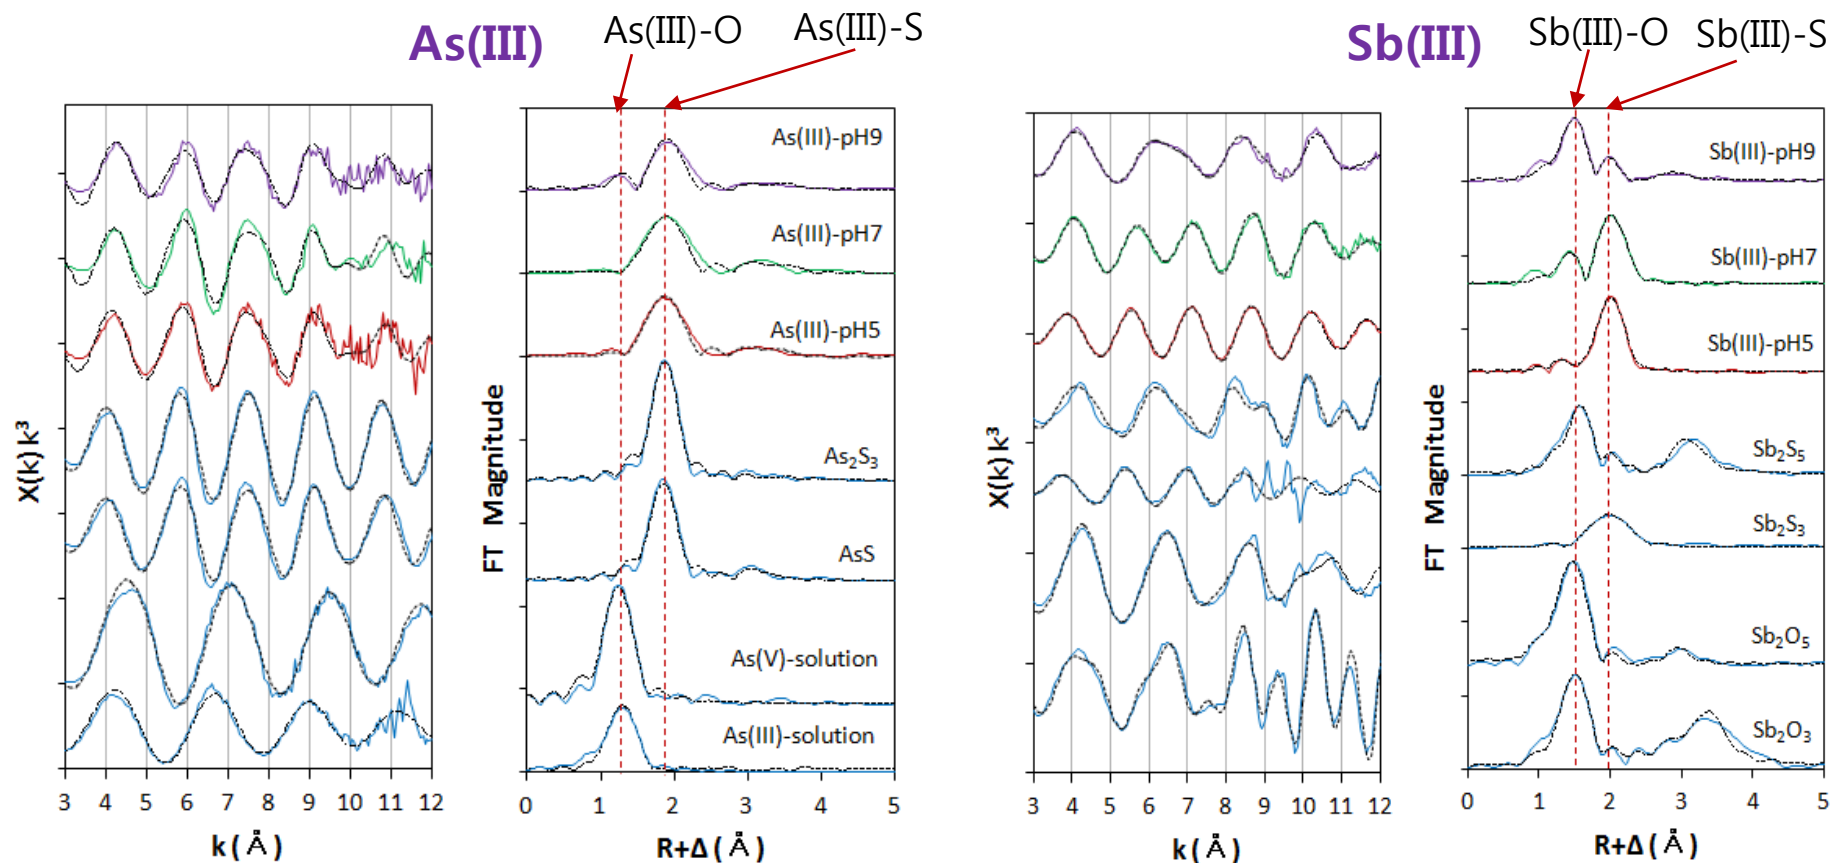 As(Ⅲ)
As(Ⅲ)-O
As(Ⅲ)-S
Sb(Ⅲ)
Sb(Ⅲ)-O
Sb(Ⅲ)-S
X(k) k³
3 4 5 6 7 8 9 10 11 12
k ( Å )
FT Magnitude
As(III)-pH9
As(III)-pH7
As(III)-pH5
As₂S₃
AsS
As(V)-solution
As(III)-solution
0 1 2 3 4 5
R+Δ ( Å )
X(k) k³
3 4 5 6 7 8 9 10 11 12
k ( Å )
FT Magnitude
Sb(III)-pH9
Sb(III)-pH7
Sb(III)-pH5
Sb₂S₅
Sb₂S₃
Sb₂O₅
Sb₂O₃
0 1 2 3 4 5
R+Δ ( Å )